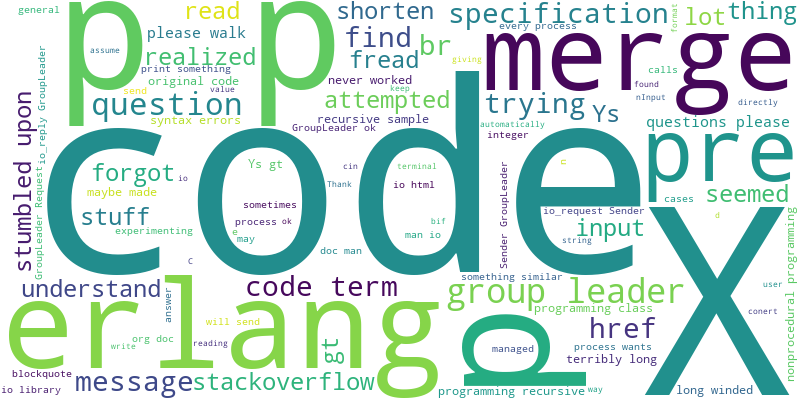 general
read
shorten
specification
lot
thing
format
please walk
find
every process
realized
br
assume
print something
fread
merge
original code
never worked
calls
send
value
keep
found
giving
question
attempted
trying
Ys
nInput
directly
syntax errors
recursive sample
automatically
questions please
GroupLeader ok
integer
p
p
code
pre
forgot
Ys gt
cin
terminal
c
cases
seemed
maybe made
io
Thank
io html
stuff
sometimes
io_request Sender
d
experimenting
process
ok
bif
input
string
e
may
man io
C
doc man
something similar
user
understand
code term
group leader
conert
answer
erlang
programming class
org doc
will send
href
X
write
reading
gt
q
managed
process wants
blockquote
terribly long
message
stackoverflow
io library
programming recursive
way
long winded
stumbled upon
io_reply GroupLeader
GroupLeader Request
Sender GroupLeader
nonprocedural programming